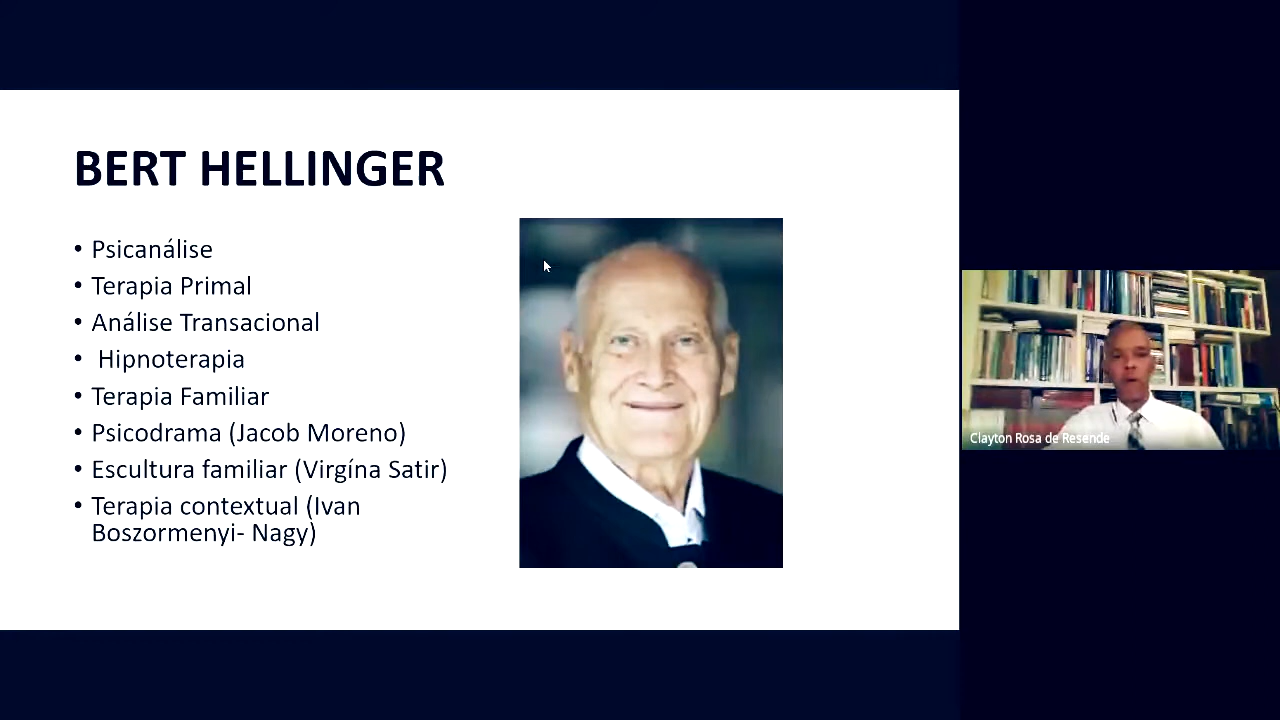 BERT HELLINGER
• Psicanálise
• Terapia Primal
• Análise Transacional
• Hipnoterapia
• Terapia Familiar
• Psicodrama (Jacob Moreno)
• Escultura familiar (Virgína Satir)
• Terapia contextual (Ivan
Boszormenyi- Nagy)
Clayton Rosa de Resende